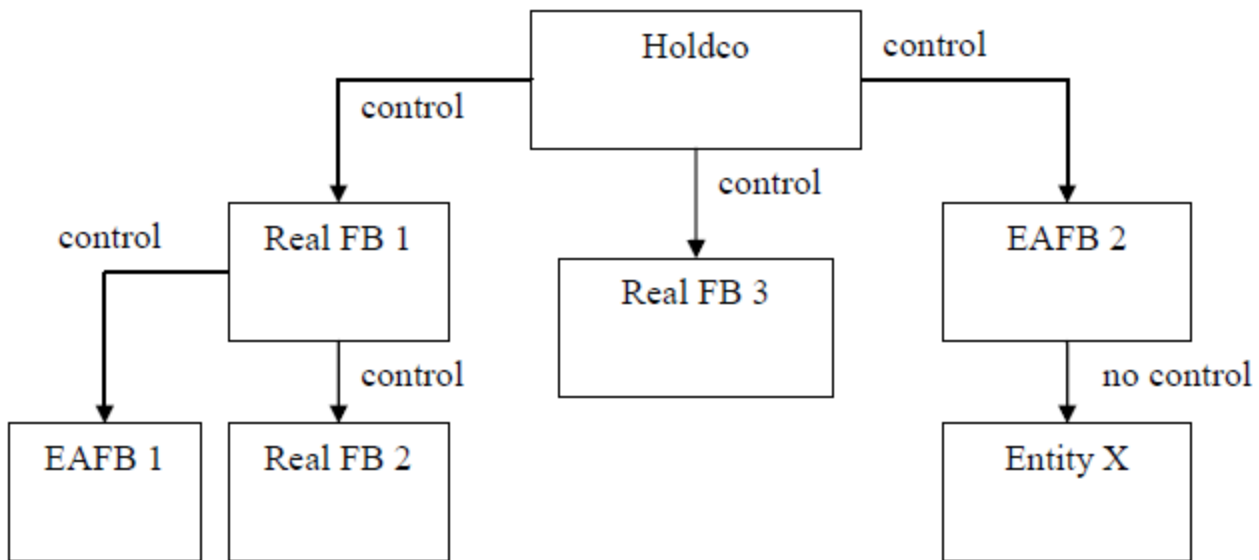 Holdco
control
control
control
Real FB 1
EAFB 2
control
Real FB 3
control
no control
EAFB 1
Real FB 2
Entity X